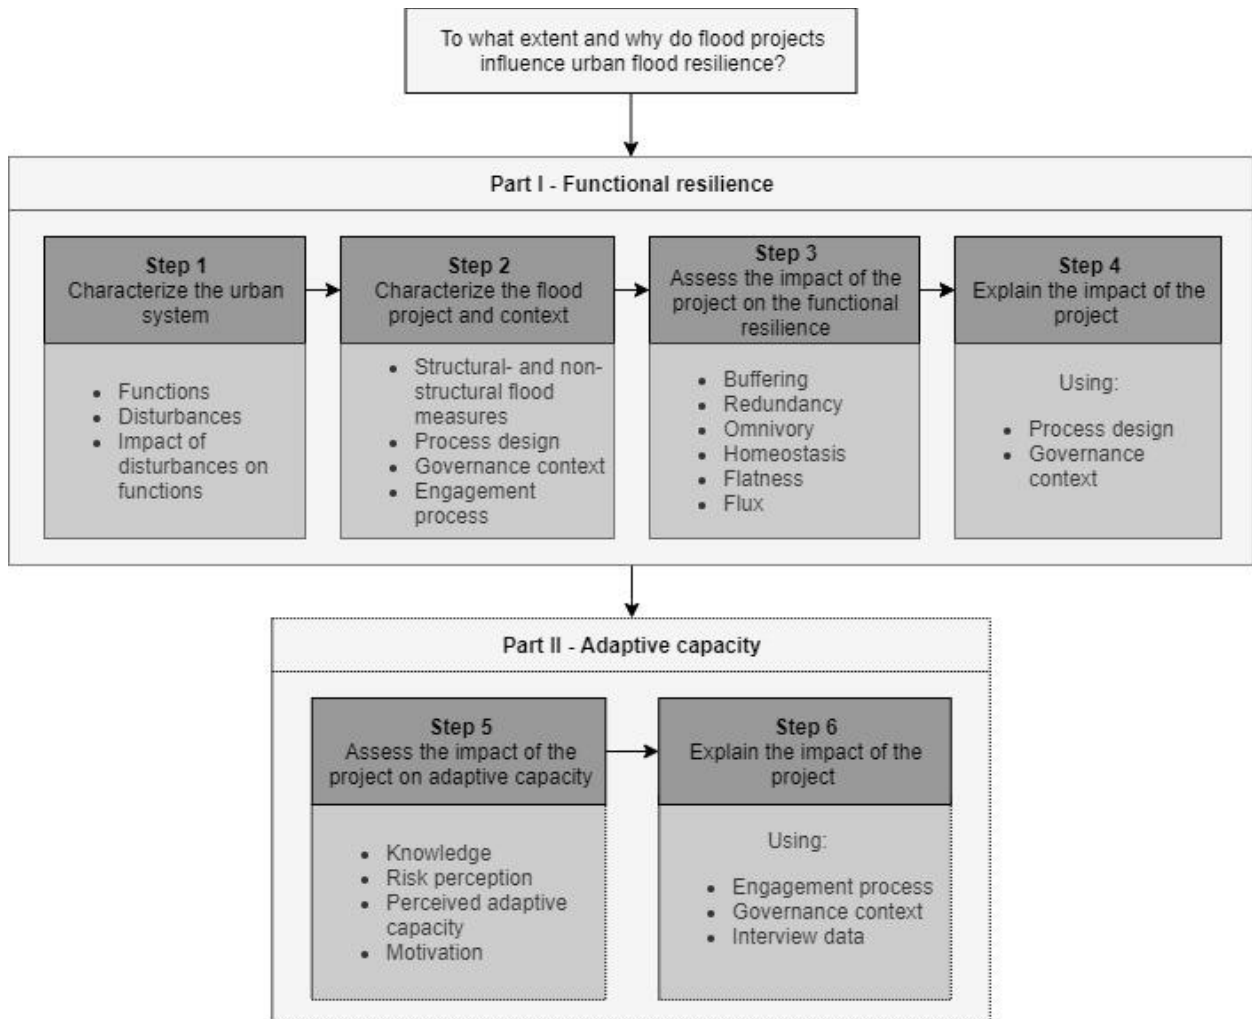 To what extent and why do flood projects
influence urban flood resilience?
Part I - Functional resilience
Step 1
Characterize the urban
system
• Functions
• Disturbances
• Impact of
disturbances on
functions
Step 2
Characterize the flood
project and context
• Structural- and non-
structural flood
measures
• Process design
• Governance context
• Engagement
process
Step 3
Assess the impact of the
project on the functional
resilience
• Buffering
• Redundancy
• Omnivory
• Homeostasis
• Flatness
• Flux
Step 4
Explain the impact of the
project
Using:
• Process design
• Governance
context
Part II - Adaptive capacity
Step 5
Assess the impact of the
project on adaptive capacity
• Knowledge
• Risk perception
• Perceived adaptive
capacity
• Motivation
Step 6
Explain the impact of the
project
Using:
• Engagement process
• Governance context
• Interview data